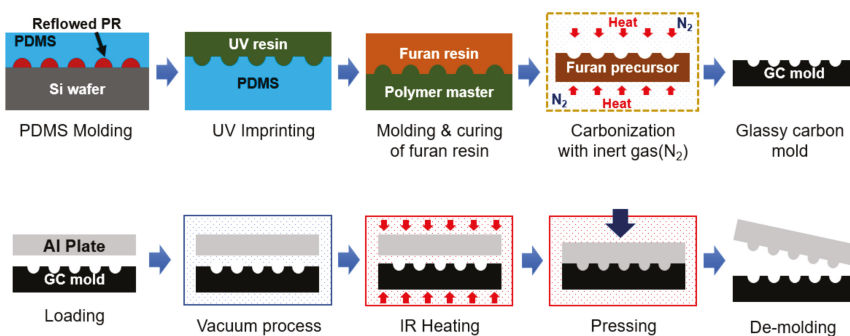 Reflowed PR
PDMS
Si wafer
PDMS Molding
UV resin
PDMS
UV Imprinting
Furan resin
Polymer master
Molding & curing
of furan resin
Heat
N₂
Furan precursor
N₂
Heat
Carbonization
with inert gas(N₂)
GC mold
Glassy carbon
mold
Al Plate
GC mold
Loading
Vacuum process
IR Heating
Pressing
De-molding